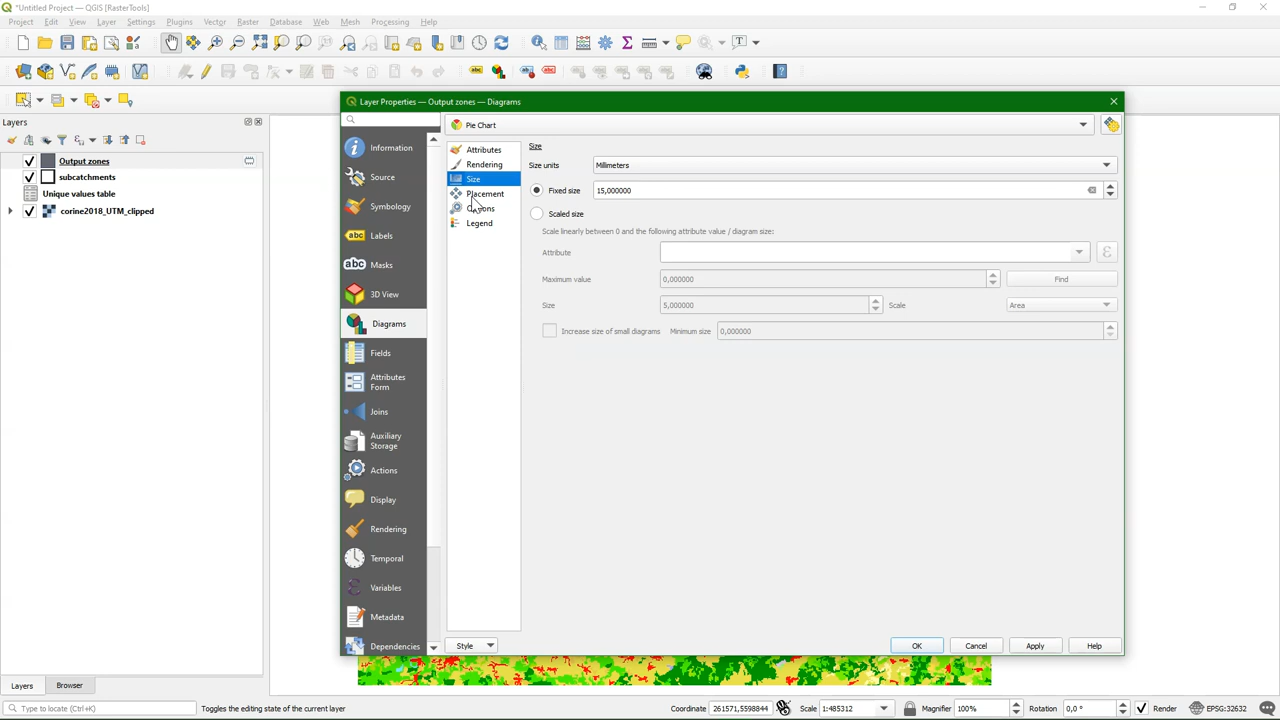 *Untitled Project — QGIS [RasterTools]
Project Edit View Layer Settings Plugins Vector Raster Database Web Mesh Processing Help
Layer Properties — Output zones — Diagrams
Layers
Output zones
subcatchments
Unique values table
corine2018_UTM_clipped
Information
Source
Symbology
abc Labels
abc Masks
3D View
Diagrams
Fields
Attributes Form
Joins
Auxiliary Storage
Actions
Display
Rendering
Temporal
Variables
Metadata
Dependencies
Pie Chart
Attributes
Rendering
Size
Placement
Legend
Size
Size units Millimeters
Fixed size 15,000000
Scaled size
Scale linearly between 0 and the following attribute value / diagram size:
Attribute
Maximum value 0,000000 Find
Size 5,000000 Scale Area
Increase size of small diagrams Minimum size 0,000000
Style OK Cancel Apply Help
Layers Browser
Type to locate (Ctrl+K) Toggles the editing state of the current layer Coordinate 261571,5598844 Scale 1:485312 Magnifier 100% Rotation 0,0 ° Render EPSG:32632